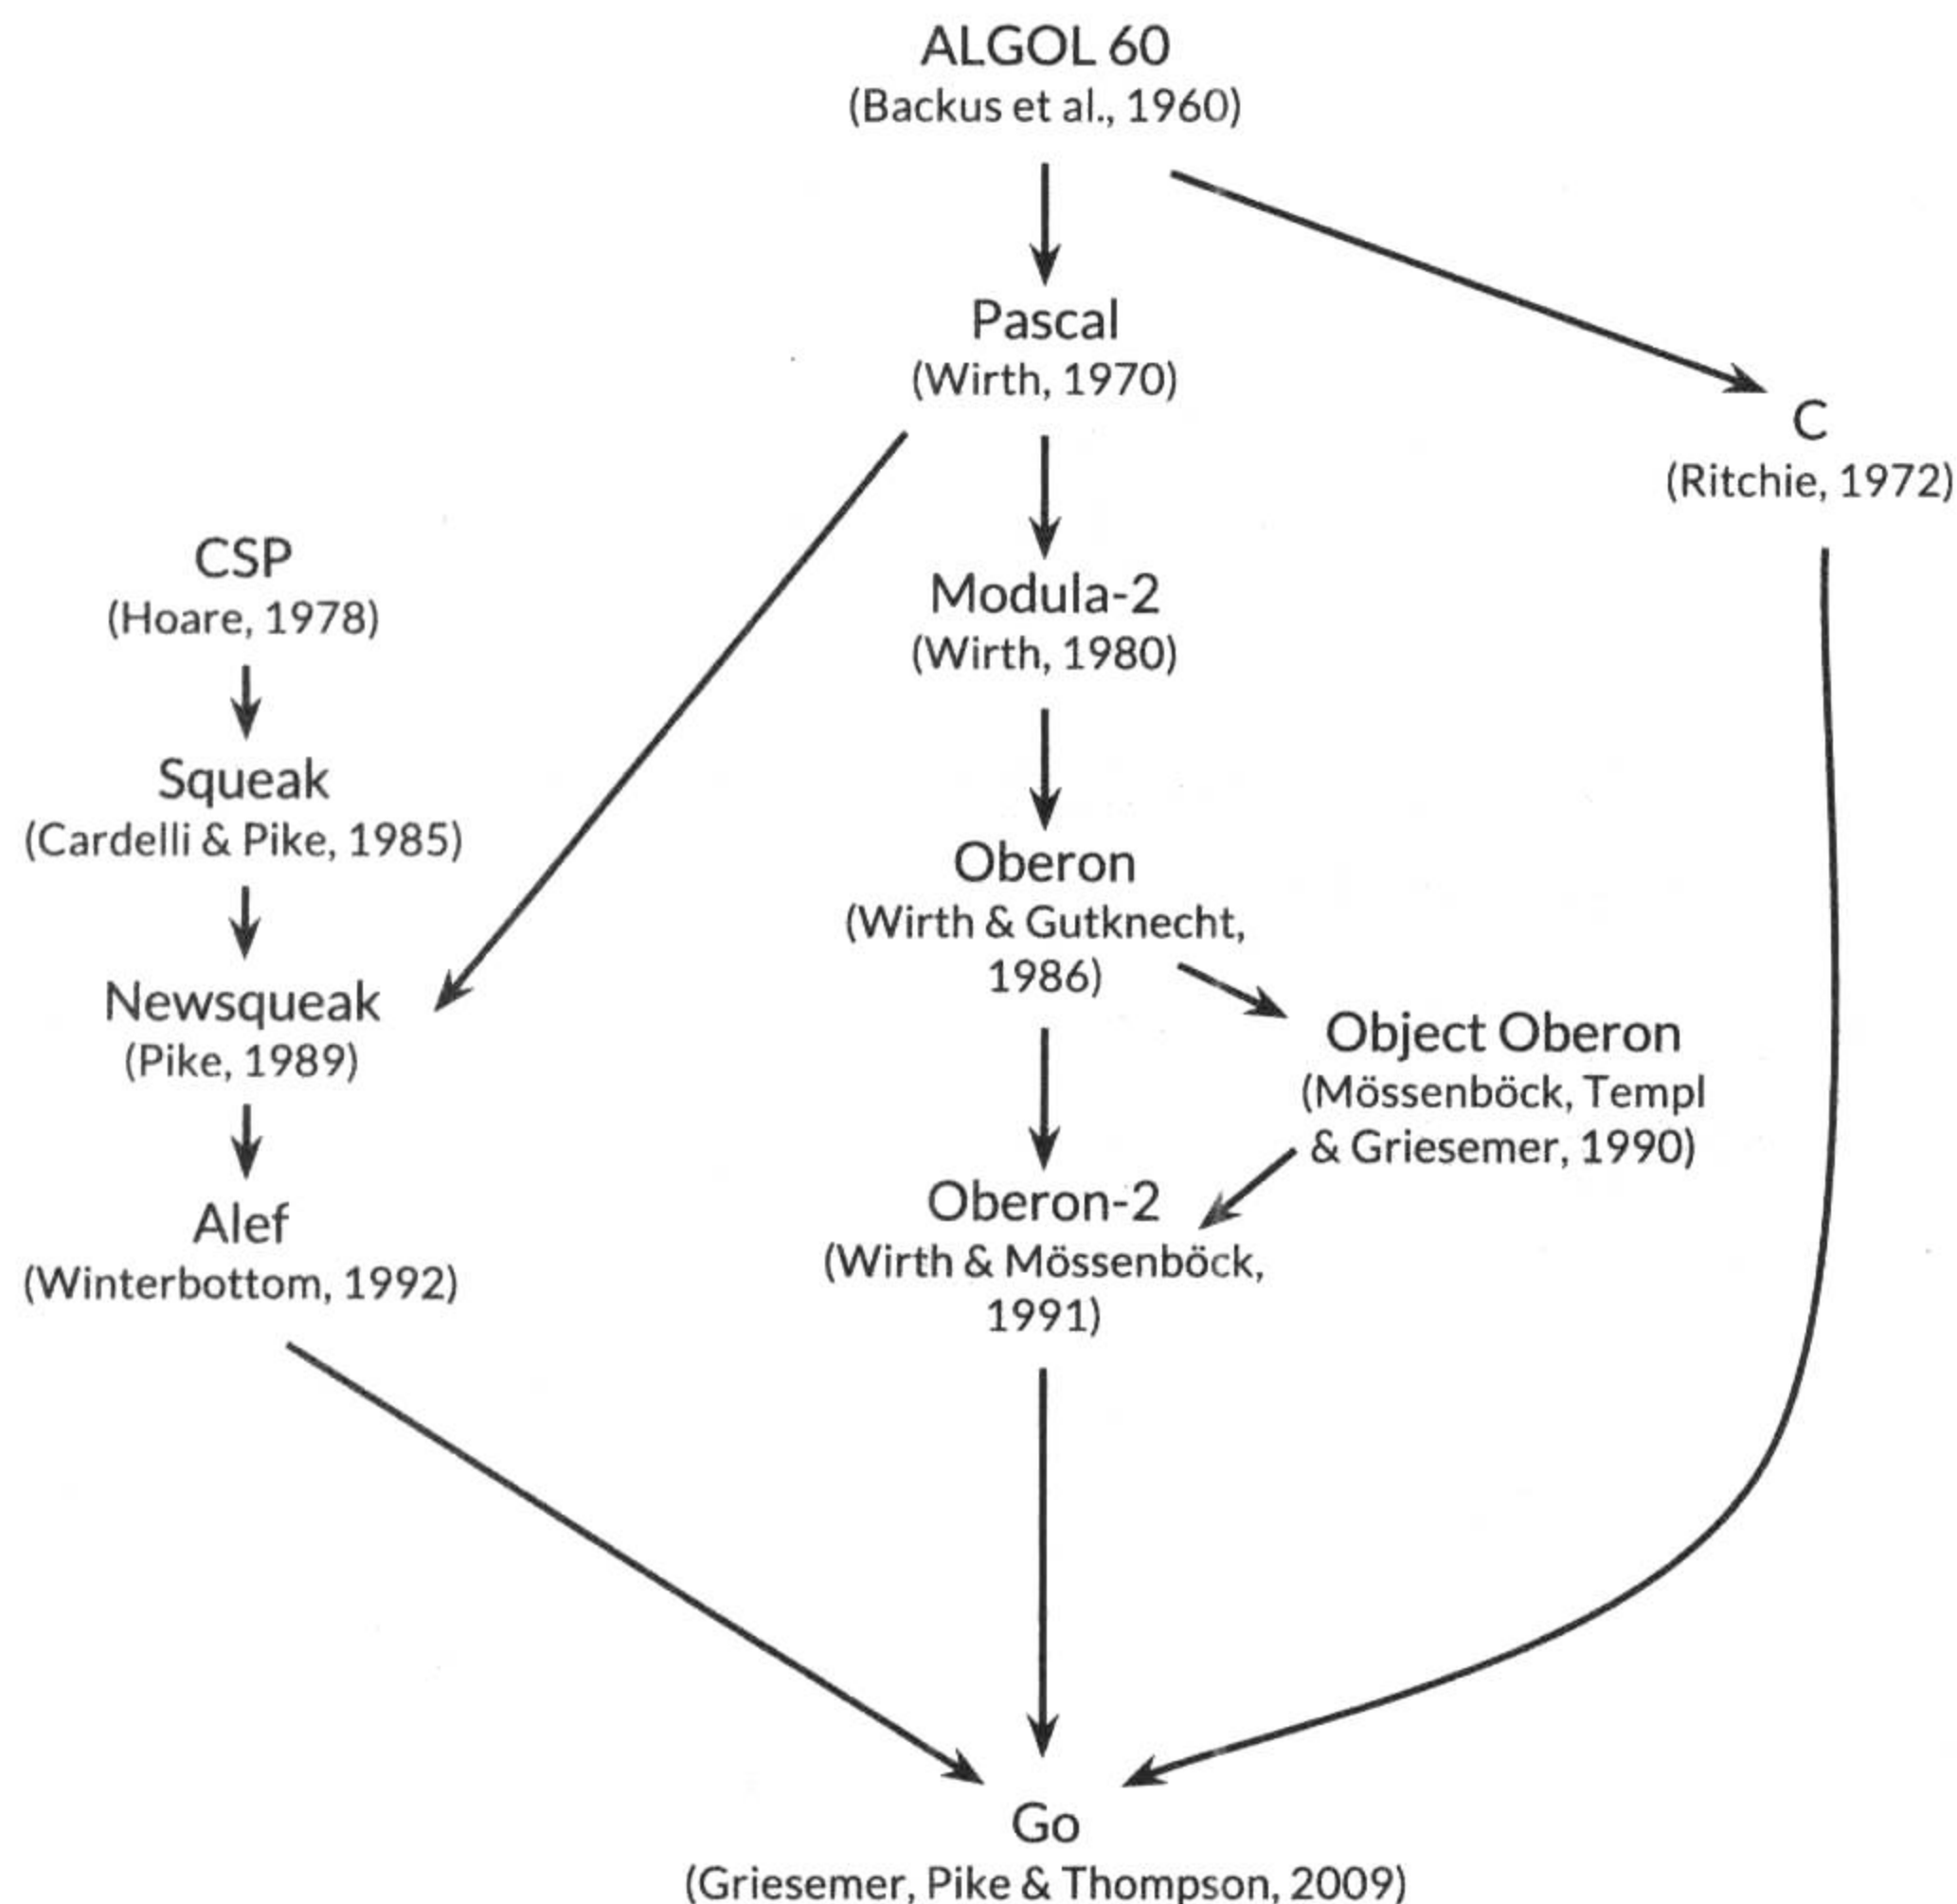 ALGOL 60
(Backus et al., 1960)
Pascal
(Wirth, 1970)
C
(Ritchie, 1972)
CSP
(Hoare, 1978)
Modula-2
(Wirth, 1980)
Squeak
(Cardelli & Pike, 1985)
Oberon
(Wirth & Gutknecht,
1986)
Newsqueak
(Pike, 1989)
Object Oberon
(Mössenböck, Templ
& Griesemer, 1990)
Alef
(Winterbottom, 1992)
Oberon-2
(Wirth & Mössenböck,
1991)
Go
(Griesemer, Pike & Thompson, 2009)